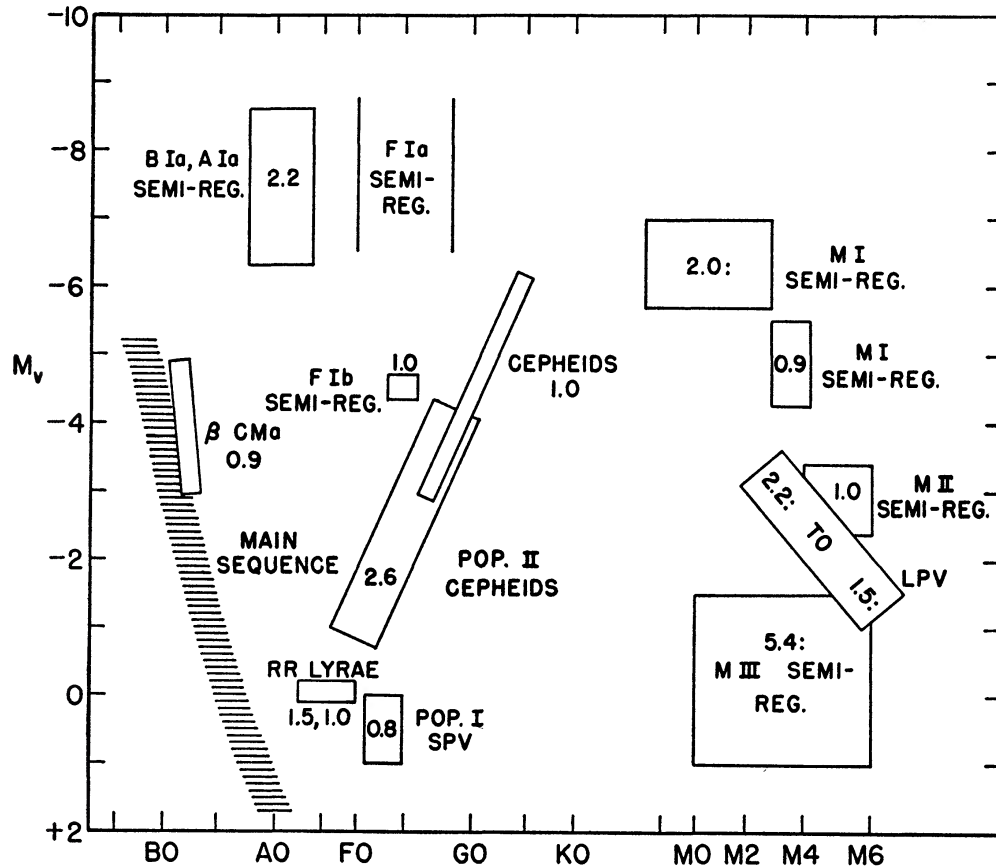 -10
-8
-6
-4
-2
0
+2
Mv
B Ia, A Ia
SEMI-REG.
2.2
F Ia
SEMI-
REG.
2.0:
M I
SEMI-REG.
0.9
M I
SEMI-REG.
1.0
F Ib
SEMI-REG.
CEPHEIDS
1.0
β CMa
0.9
1.0
M II
SEMI-REG.
2.2: TO 1.5:
LPV
MAIN
SEQUENCE
2.6
POP. II
CEPHEIDS
5.4:
M III SEMI-
REG.
RR LYRAE
1.5, 1.0
0.8
POP. I
SPV
B0 A0 F0 G0 K0 M0 M2 M4 M6